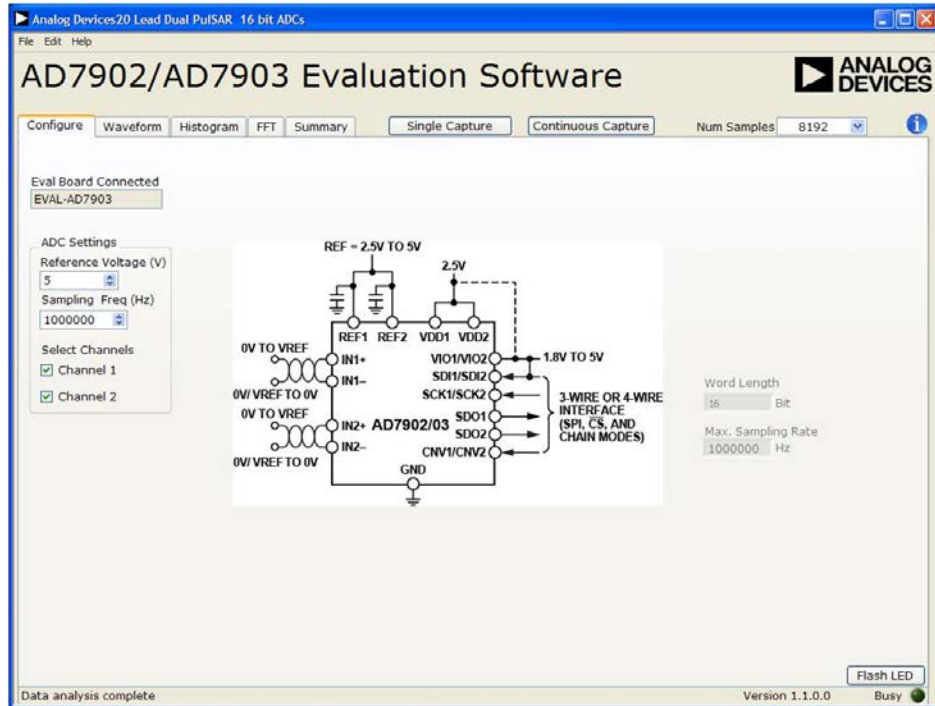 Analog Devices20 Lead Dual PulSAR 16 bit ADCs
File Edit Help
AD7902/AD7903 Evaluation Software
ANALOG
DEVICES
Configure Waveform Histogram FFT Summary Single Capture Continuous Capture Num Samples 8192
Eval Board Connected
EVAL-AD7903
ADC Settings
Reference Voltage (V)
5
Sampling Freq (Hz)
1000000
Select Channels
Channel 1
Channel 2
REF = 2.5V TO 5V
2.5V
REF1 REF2 VDD1 VDD2
0V TO VREF
IN1+
IN1–
0V/ VREF TO 0V
0V TO VREF
IN2+
IN2–
0V/ VREF TO 0V
AD7902/03
VIO1/VIO2
SDI1/SDI2
SCK1/SCK2
SDO1
SDO2
CNV1/CNV2
GND
1.8V TO 5V
3-WIRE OR 4-WIRE
INTERFACE
(SPI, CS, AND
CHAIN MODES)
Word Length
16 Bit
Max. Sampling Rate
1000000 Hz
Flash LED
Data analysis complete Version 1.1.0.0 Busy